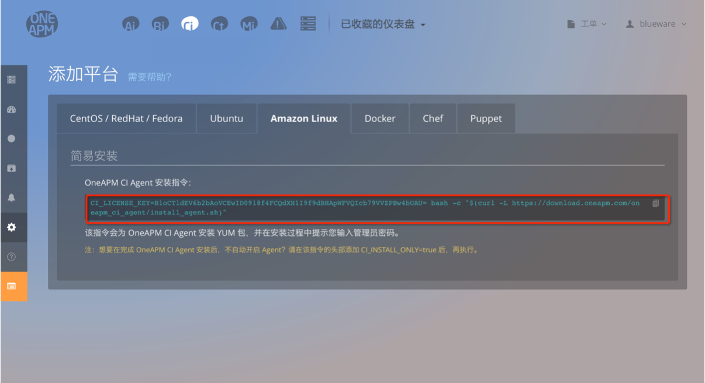 ONE
APM
Ai
Bi
Ci
Ct
Mi
已收藏的仪表盘
工单
blueware
添加平台 需要帮助?
CentOS / RedHat / Fedora
Ubuntu
Amazon Linux
Docker
Chef
Puppet
简易安装
OneAPM CI Agent 安装指令:
bash -c "$(curl -L https://download.oneapm.com/on
eapm_ci_agent/install_agent.sh)"
该指令会为 OneAPM CI Agent 安装 YUM 包，并在安装过程中提示您输入管理员密码。
注：想要在完成 OneAPM CI Agent 安装后，不自动开启 Agent？请在该指令的头部添加 CI_INSTALL_ONLY=true 后，再执行。